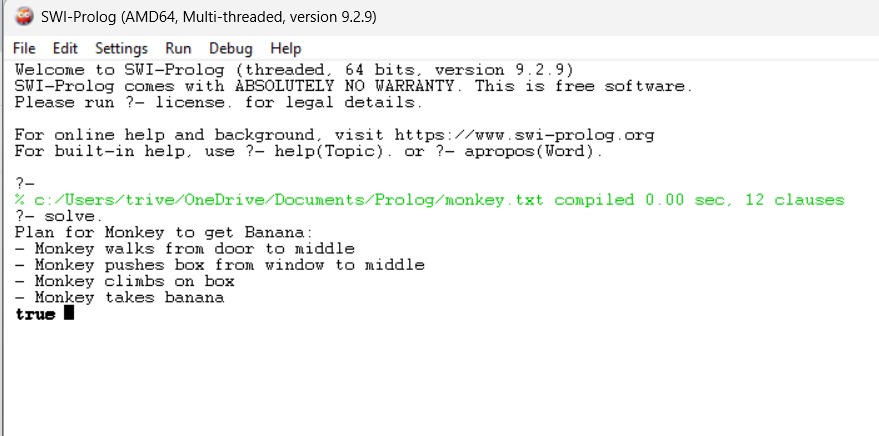 SWI-Prolog (AMD64, Multi-threaded, version 9.2.9)
File Edit Settings Run Debug Help
Welcome to SWI-Prolog (threaded, 64 bits, version 9.2.9)
SWI-Prolog comes with ABSOLUTELY NO WARRANTY. This is free software.
Please run ?- license. for legal details.

For online help and background, visit https://www.swi-prolog.org
For built-in help, use ?- help(Topic). or ?- apropos(Word).

?-
% c:/Users/trive/OneDrive/Documents/Prolog/monkey.txt compiled 0.00 sec, 12 clauses
?- solve.
Plan for Monkey to get Banana:
- Monkey walks from door to middle
- Monkey pushes box from window to middle
- Monkey climbs on box
- Monkey takes banana
true